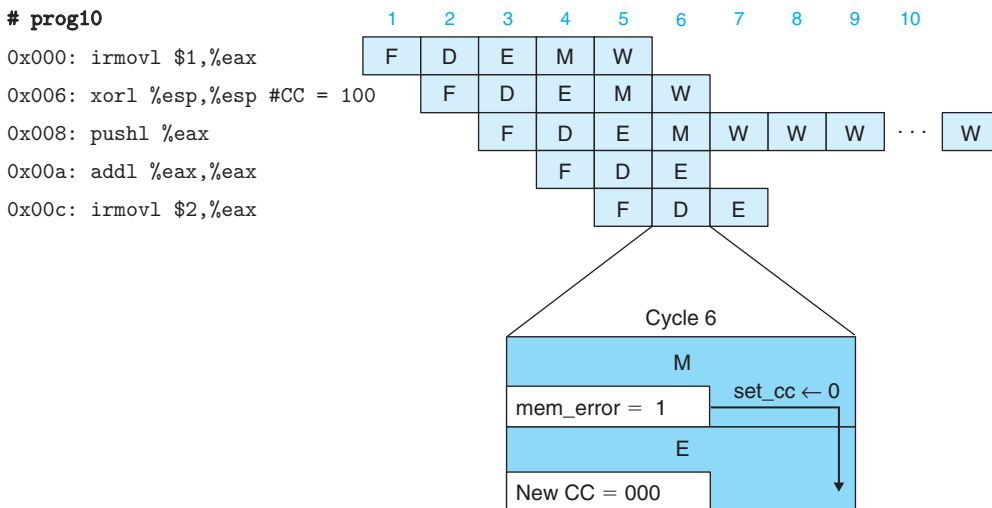 # prog10 1 2 3 4 5 6 7 8 9 10
0x000: irmovl $1,%eax F D E M W
0x006: xorl %esp,%esp #CC = 100 F D E M W
0x008: pushl %eax F D E M W W W ... W
0x00a: addl %eax,%eax F D E
0x00c: irmovl $2,%eax F D E
Cycle 6
M
set_cc ← 0
mem_error = 1
E
New CC = 000